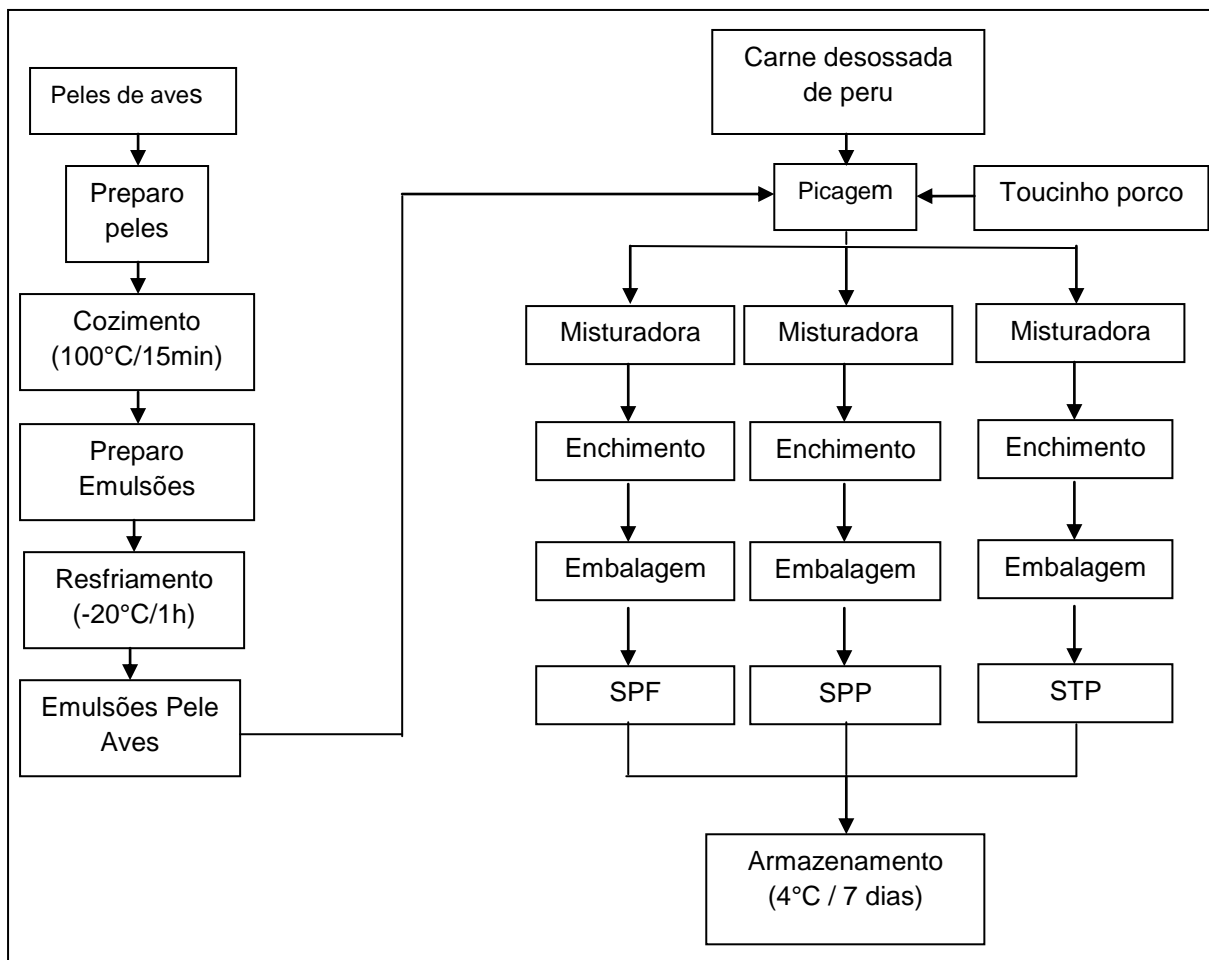 Peles de aves
Preparo
peles
Cozimento
(100°C/15min)
Preparo
Emulsões
Resfriamento
(-20°C/1h)
Emulsões Pele
Aves
Carne desossada
de peru
Picagem
Toucinho porco
Misturadora
Misturadora
Misturadora
Enchimento
Enchimento
Enchimento
Embalagem
Embalagem
Embalagem
SPF
SPP
STP
Armazenamento
(4°C / 7 dias)